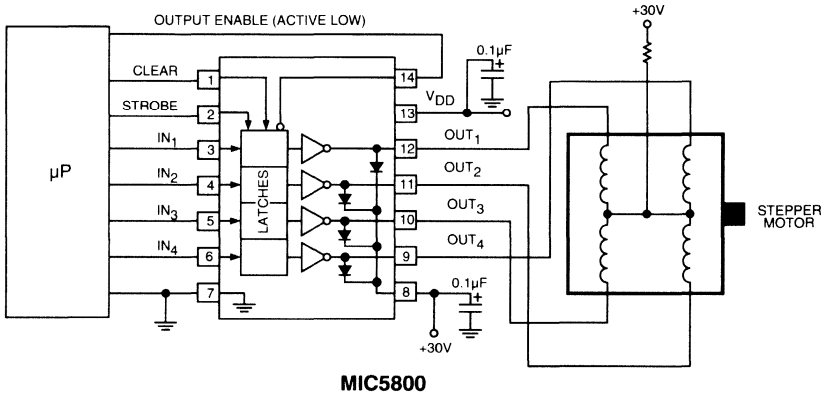 OUTPUT ENABLE (ACTIVE LOW)
+30V
0.1µF
+
CLEAR
1
14
VDD
STROBE
2
13
OUT1
IN1
3
12
OUT2
µP
IN2
4
LATCHES
11
OUT3
IN3
5
10
OUT4
STEPPER
MOTOR
IN4
6
9
0.1µF
+
7
8
+30V
MIC5800